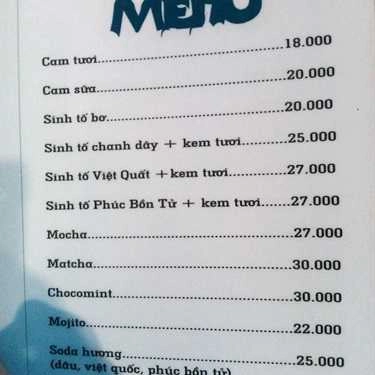 MENU
Cam tươi..........................................18.000
Cam sữa..........................................20.000
Sinh tố bơ........................................20.000
Sinh tố chanh dây + kem tươi.........25.000
Sinh tố Việt Quất +kem tươi............27.000
Sinh tố Phúc Bồn Tử + kem tươi......27.000
Mocha..............................................27.000
Matcha.............................................30.000
Chocomint.......................................30.000
Mojito...............................................22.000
Soda hương.....................................25.000
(dâu, việt quốc, phúc bồn tử)